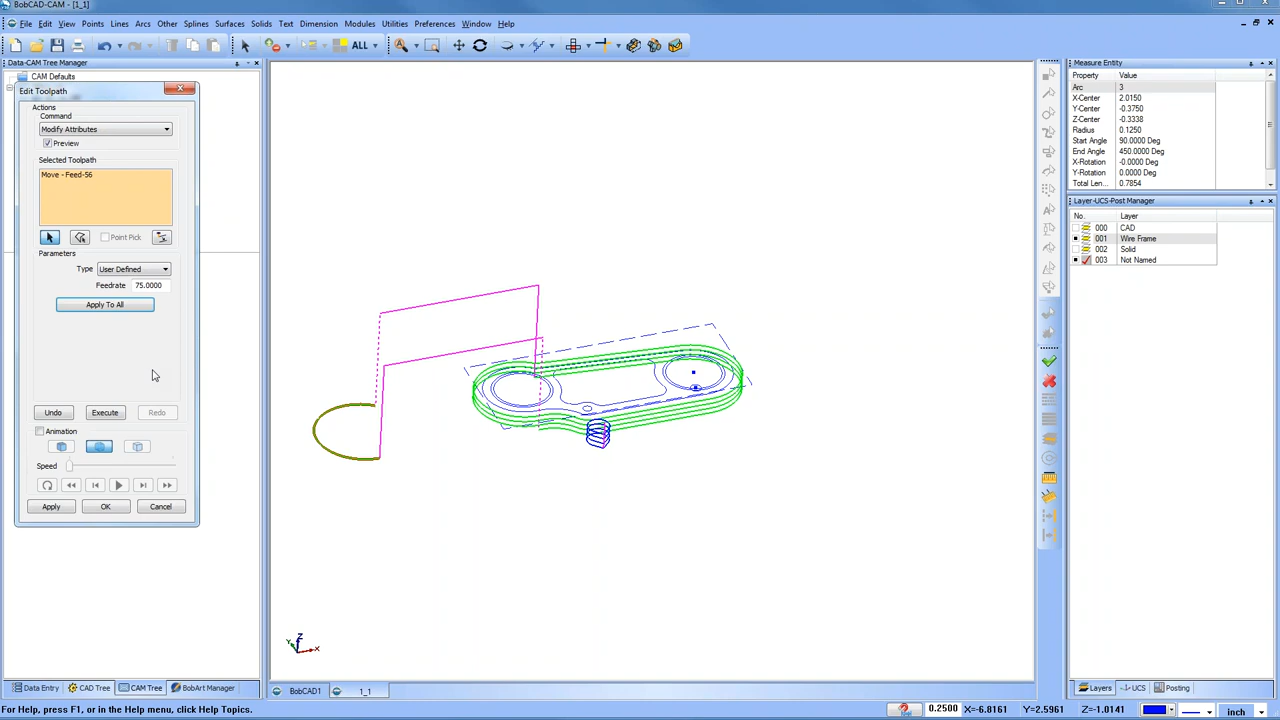 BobCAD-CAM - [1_1]
File Edit View Points Lines Arcs Other Splines Surfaces Solids Text Dimension Modules Utilities Preferences Window Help
ALL
Data-CAM Tree Manager
CAM Defaults
Edit Toolpath
Actions
Command
Modify Attributes
Preview
Selected Toolpath
Move - Feed-56
Point Pick
Parameters
Type User Defined
Feedrate 75.0000
Apply To All
Undo Execute Redo
Animation
Speed
Apply OK Cancel
Z
Y
X
Measure Entity
Property Value
Arc 3
X-Center 2.0150
Y-Center -0.3750
Z-Center -0.3338
Radius 0.1250
Start Angle 90.0000 Deg
End Angle 450.0000 Deg
X-Rotation -0.0000 Deg
Y-Rotation 0.0000 Deg
Total Len... 0.7854
Layer-UCS-Post Manager
No. Layer
000 CAD
001 Wire Frame
002 Solid
003 Not Named
Data Entry CAD Tree CAM Tree BobArt Manager
BobCAD1 1_1
Layers UCS Posting
For Help, press F1, or in the Help menu, click Help Topics.
0.2500 X=-6.8161 Y=2.5961 Z=-1.0141 inch